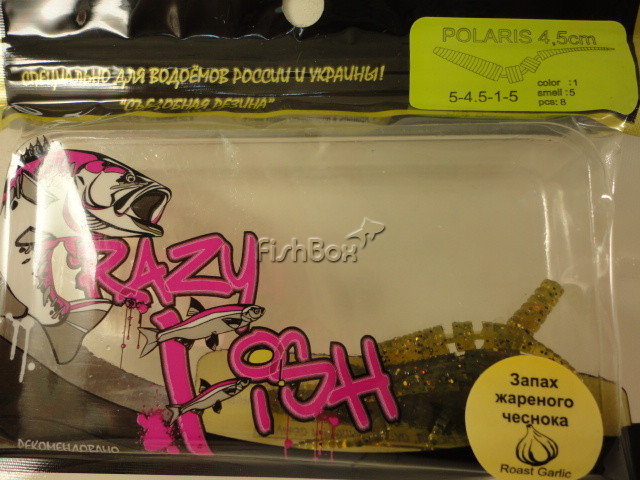 POLARIS 4,5cm
5-4.5-1-5
color :1
smell :5
pcs: 8
СПЕЦИАЛЬНО ДЛЯ ВОДОЁМОВ РОССИИ И УКРАИНЫ!
"СЪЕДОБНАЯ РЕЗИНА"
FishBox
CRAZY
FISH
Запах
жареного
чеснока
Roast Garlic
РЕКОМЕНДОВАНО